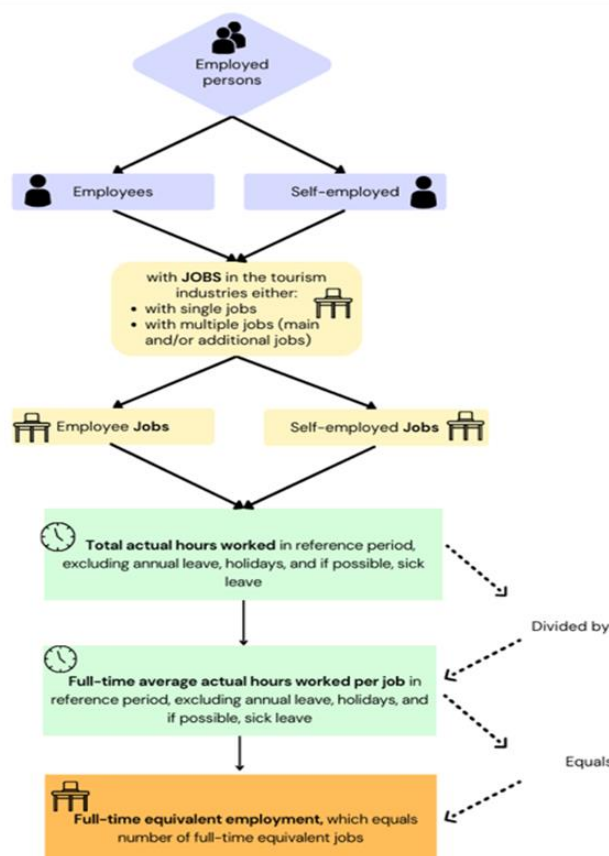 Employed
persons
Employees
Self-employed
with JOBS in the tourism
industries either:
• with single jobs
• with multiple jobs (main
and/or additional jobs)
Employee Jobs
Self-employed Jobs
Total actual hours worked in reference period,
excluding annual leave, holidays, and if possible, sick
leave
Divided by
Full-time average actual hours worked per job in
reference period, excluding annual leave, holidays, and
if possible, sick leave
Equals
Full-time equivalent employment, which equals
number of full-time equivalent jobs